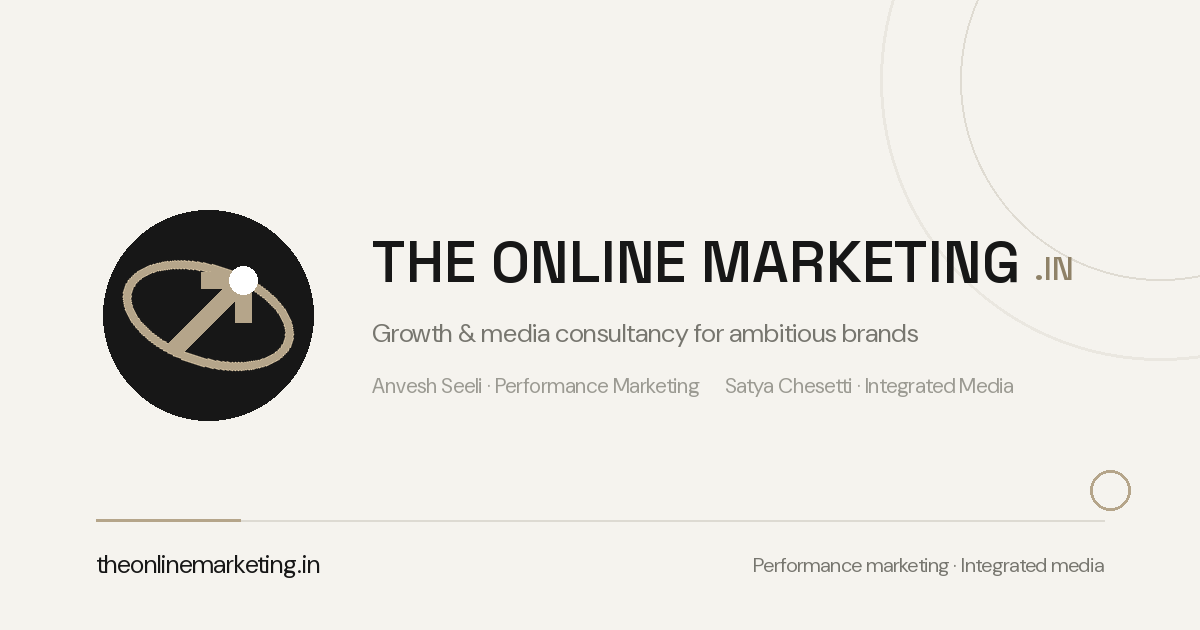 THE ONLINE MARKETING .IN
Growth & media consultancy for ambitious brands
Anvesh Seeli · Performance Marketing Satya Chesetti · Integrated Media
theonlinemarketing.in
Performance marketing · Integrated media